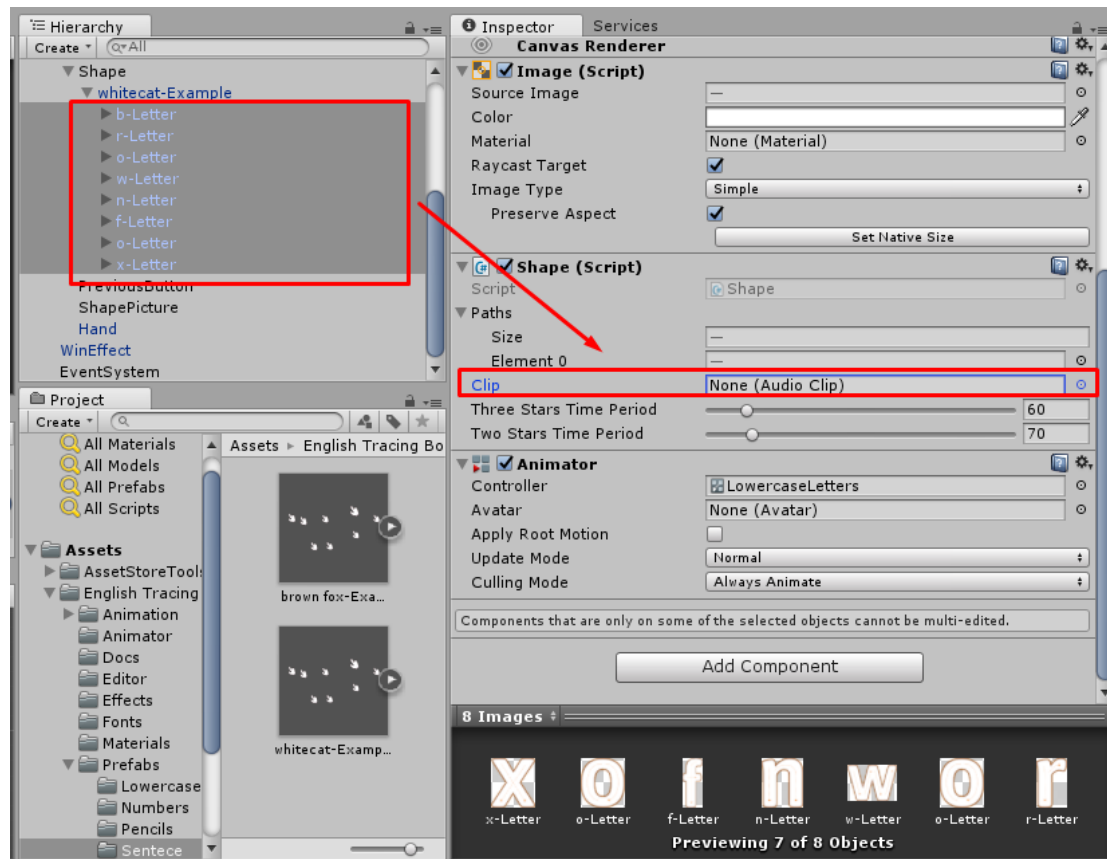 Hierarchy
Create
All
Shape
whitecat-Example
b-Letter
r-Letter
o-Letter
w-Letter
n-Letter
f-Letter
o-Letter
x-Letter
PreviousButton
ShapePicture
Hand
WinEffect
EventSystem
Project
Create
All Materials
All Models
All Prefabs
All Scripts
Assets
AssetStoreTool
English Tracing
Animation
Animator
Docs
Editor
Effects
Fonts
Materials
Prefabs
Lowercase
Numbers
Pencils
Sentece
Assets English Tracing Bo
brown fox-Exa...
whitecat-Examp...
Inspector Services
Canvas Renderer
Image (Script)
Source Image —
Color
Material None (Material)
Raycast Target
Image Type Simple
Preserve Aspect
Set Native Size
Shape (Script)
Script Shape
Paths
Size —
Element 0 —
Clip None (Audio Clip)
Three Stars Time Period 60
Two Stars Time Period 70
Animator
Controller LowercaseLetters
Avatar None (Avatar)
Apply Root Motion
Update Mode Normal
Culling Mode Always Animate
Components that are only on some of the selected objects cannot be multi-edited.
Add Component
8 Images
x o f n w o r
x-Letter o-Letter f-Letter n-Letter w-Letter o-Letter r-Letter
Previewing 7 of 8 Objects